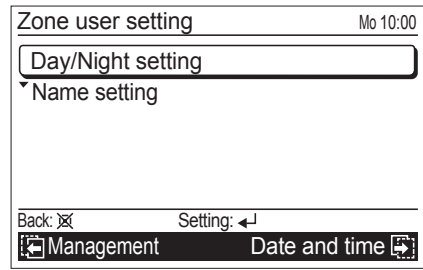 Zone user setting Mo 10:00
Day/Night setting
Name setting
Back: Setting:
Management Date and time